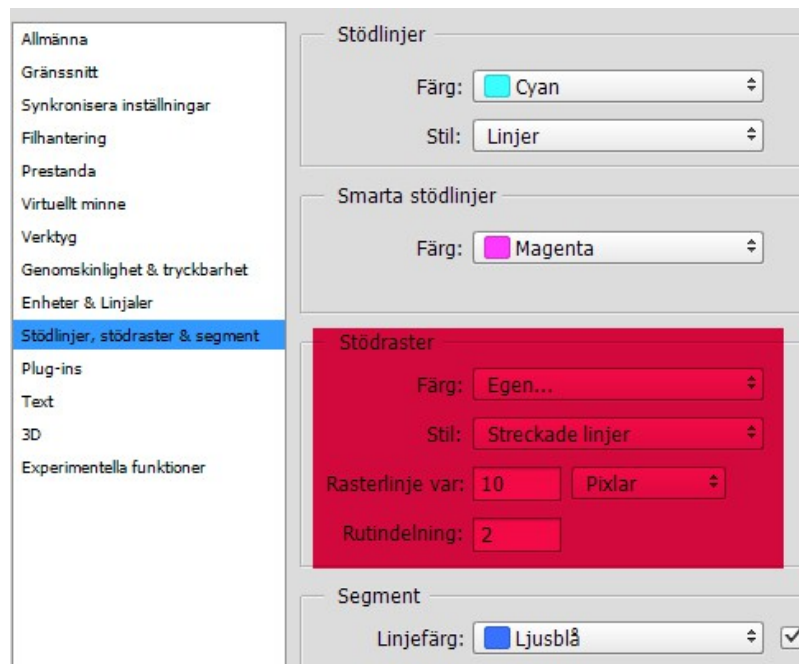 Allmänna
Gränssnitt
Synkronisera inställningar
Filhantering
Prestanda
Virtuellt minne
Verktyg
Genomskinlighet & tryckbarhet
Enheter & Linjaler
Stödlinjer, stödraster & segment
Plug-ins
Text
3D
Experimentella funktioner
Stödlinjer
Färg: Cyan
Stil: Linjer
Smarta stödlinjer
Färg: Magenta
Stödraster
Färg: Egen...
Stil: Streckade linjer
Rasterlinje var: 10 Pixlar
Rutindelning: 2
Segment
Linjefärg: Ljusblå